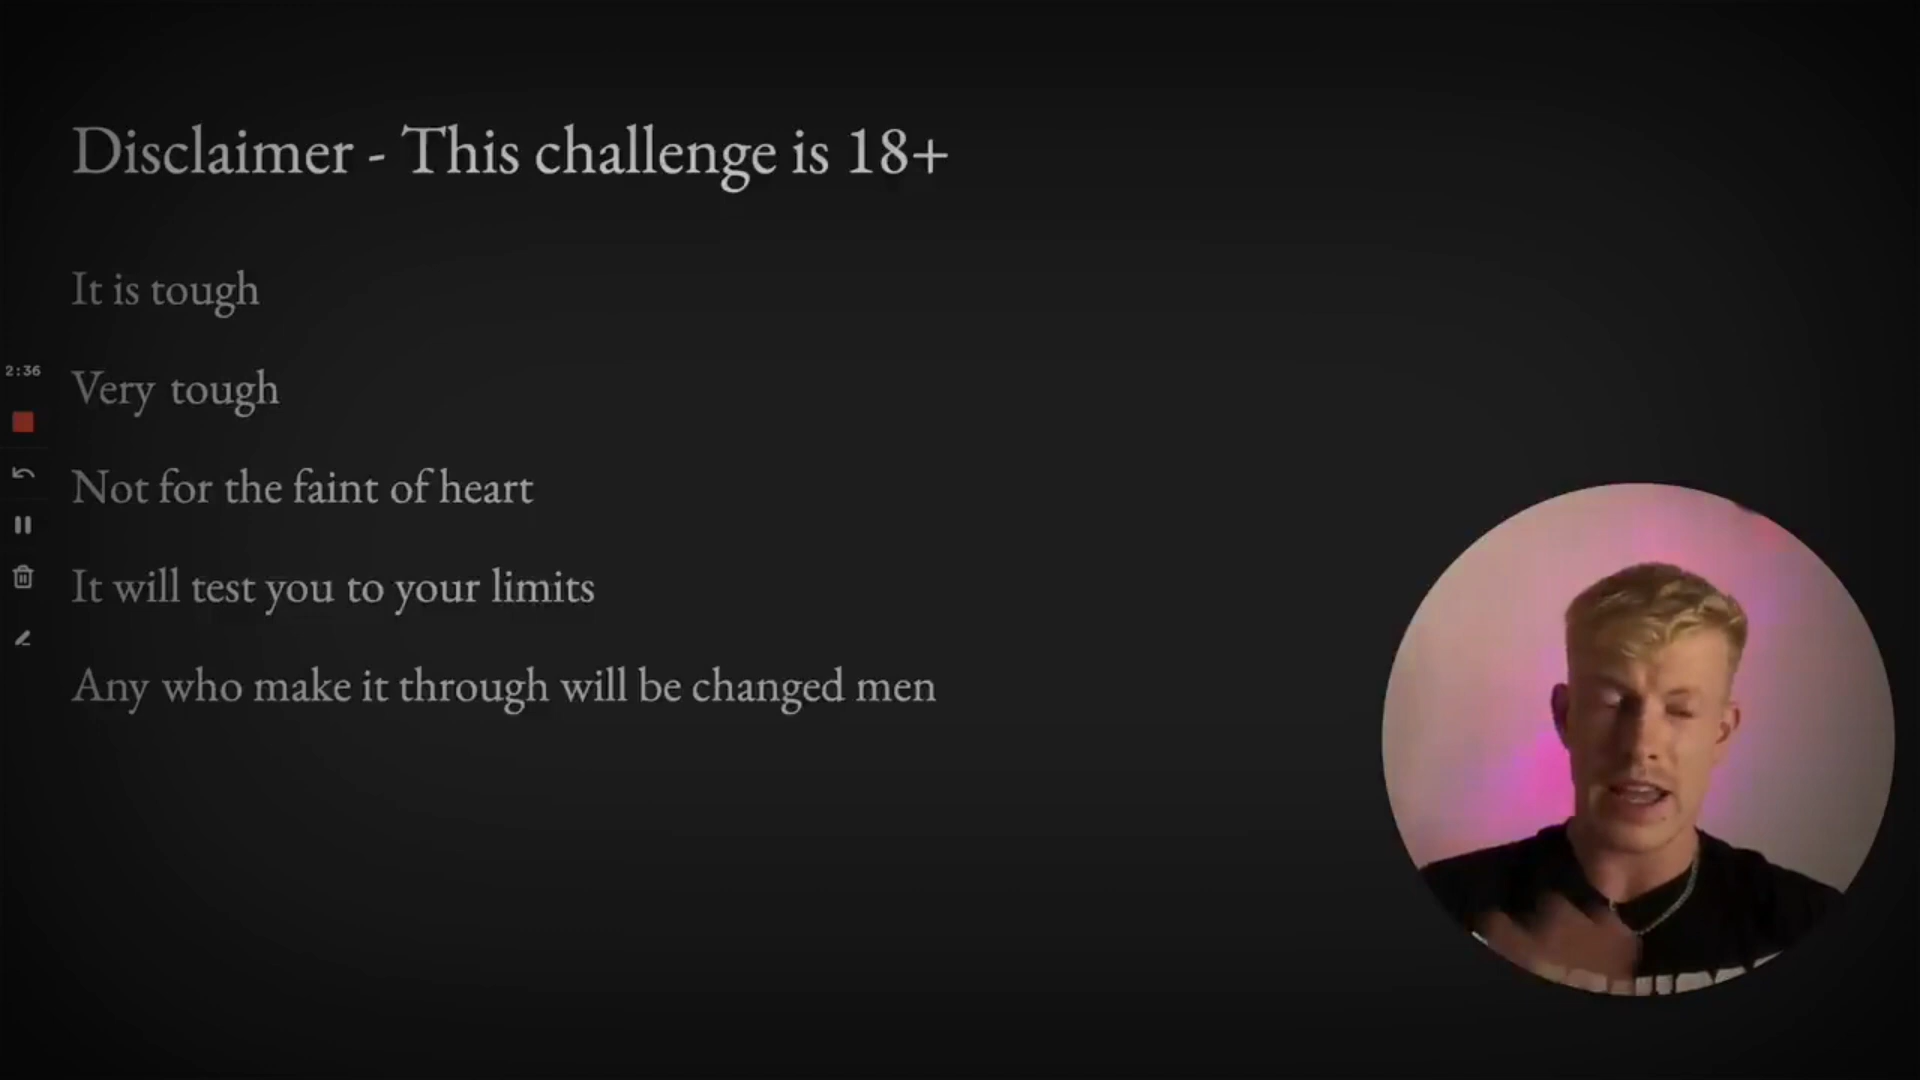 Disclaimer - This challenge is 18+
It is tough
2:36
Very tough
Not for the faint of heart
It will test you to your limits
Any who make it through will be changed men